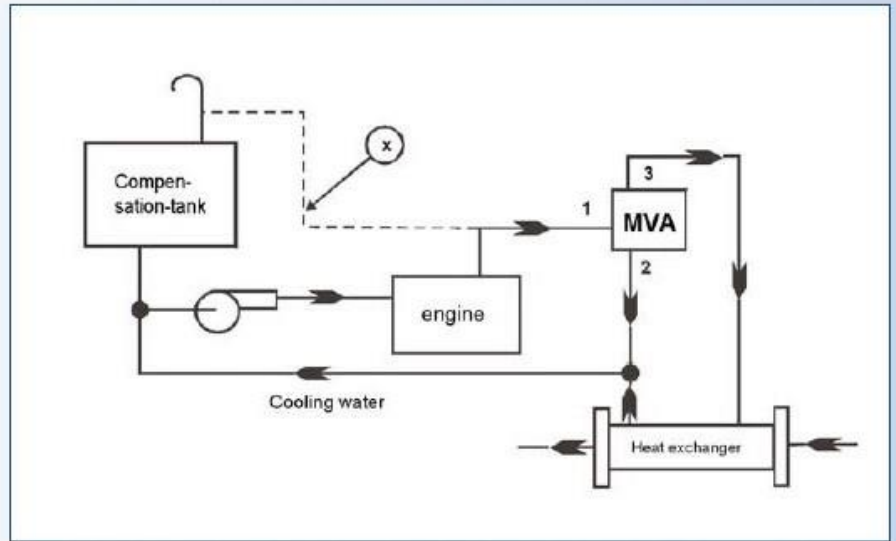 x
Compen-
sation-tank
3
1
MVA
2
engine
Cooling water
Heat exchanger